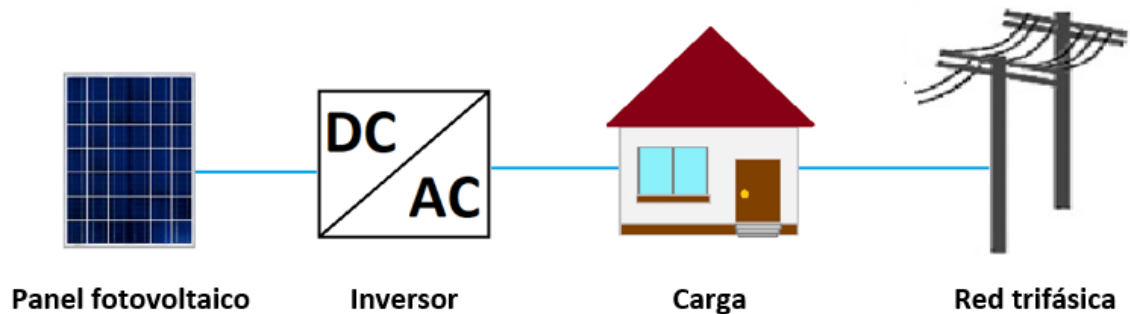 DC
AC
Panel fotovoltaico
Inversor
Carga
Red trifásica